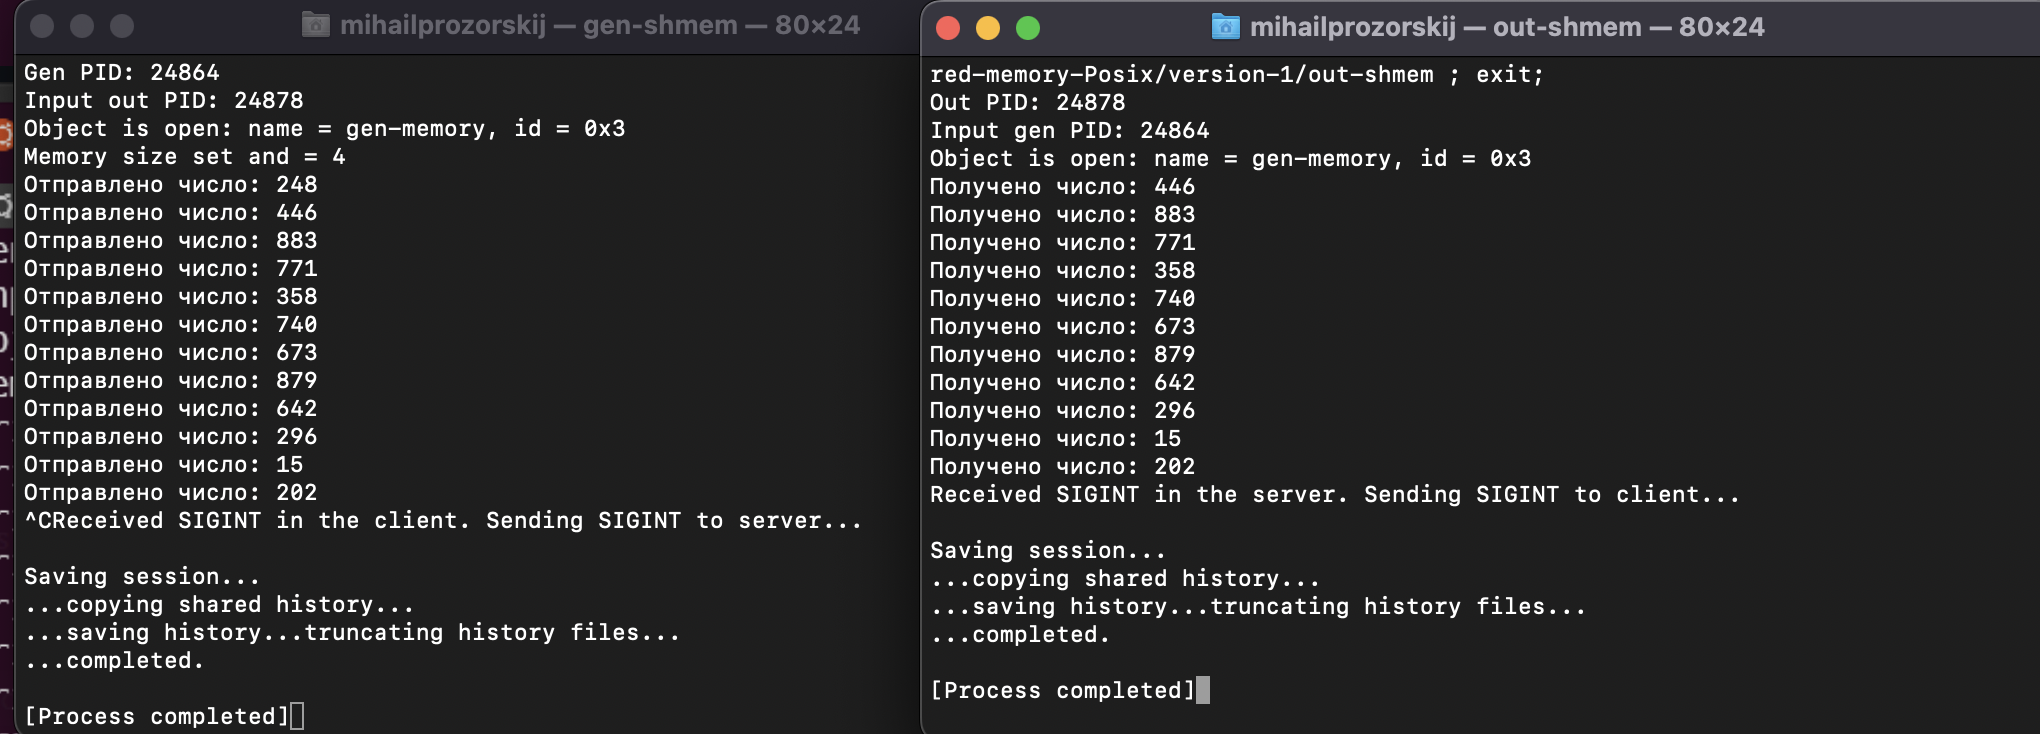 mihailprozorskij — gen-shmem — 80×24
Gen PID: 24864
Input out PID: 24878
Object is open: name = gen-memory, id = 0x3
Memory size set and = 4
Отправлено число: 248
Отправлено число: 446
Отправлено число: 883
Отправлено число: 771
Отправлено число: 358
Отправлено число: 740
Отправлено число: 673
Отправлено число: 879
Отправлено число: 642
Отправлено число: 296
Отправлено число: 15
Отправлено число: 202
^CReceived SIGINT in the client. Sending SIGINT to server...
Saving session...
...copying shared history...
...saving history...truncating history files...
...completed.
[Process completed]
mihailprozorskij — out-shmem — 80×24
red-memory-Posix/version-1/out-shmem ; exit;
Out PID: 24878
Input gen PID: 24864
Object is open: name = gen-memory, id = 0x3
Получено число: 446
Получено число: 883
Получено число: 771
Получено число: 358
Получено число: 740
Получено число: 673
Получено число: 879
Получено число: 642
Получено число: 296
Получено число: 15
Получено число: 202
Received SIGINT in the server. Sending SIGINT to client...
Saving session...
...copying shared history...
...saving history...truncating history files...
...completed.
[Process completed]